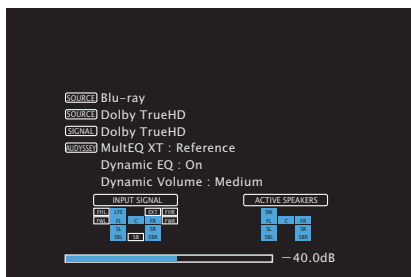 SOURCE Blu-ray
SOURCE Dolby TrueHD
SIGNAL Dolby TrueHD
AUDYSSEY MultEQ XT : Reference
Dynamic EQ : On
Dynamic Volume : Medium
INPUT SIGNAL ACTIVE SPEAKERS
FHL LFE EXT FHR SW
FWL FL C FR FWR FL C FR
SL SR SL SR
SBL SB SBR SBL SBR
-40.0dB